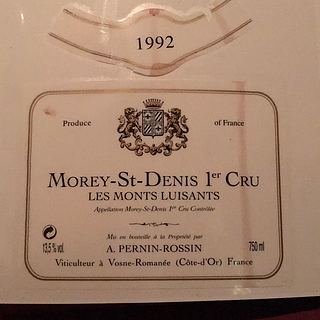 1992
Produce of France
MOREY-ST-DENIS 1er CRU
LES MONTS LUISANTS
Appellation Morey-St-Denis 1er Cru Contrôlée
Mis en bouteille à la Propriété par
13,5 % vol. A. PERNIN-ROSSIN 750 ml
Viticulteur à Vosne-Romanée (Côte-d'Or) France